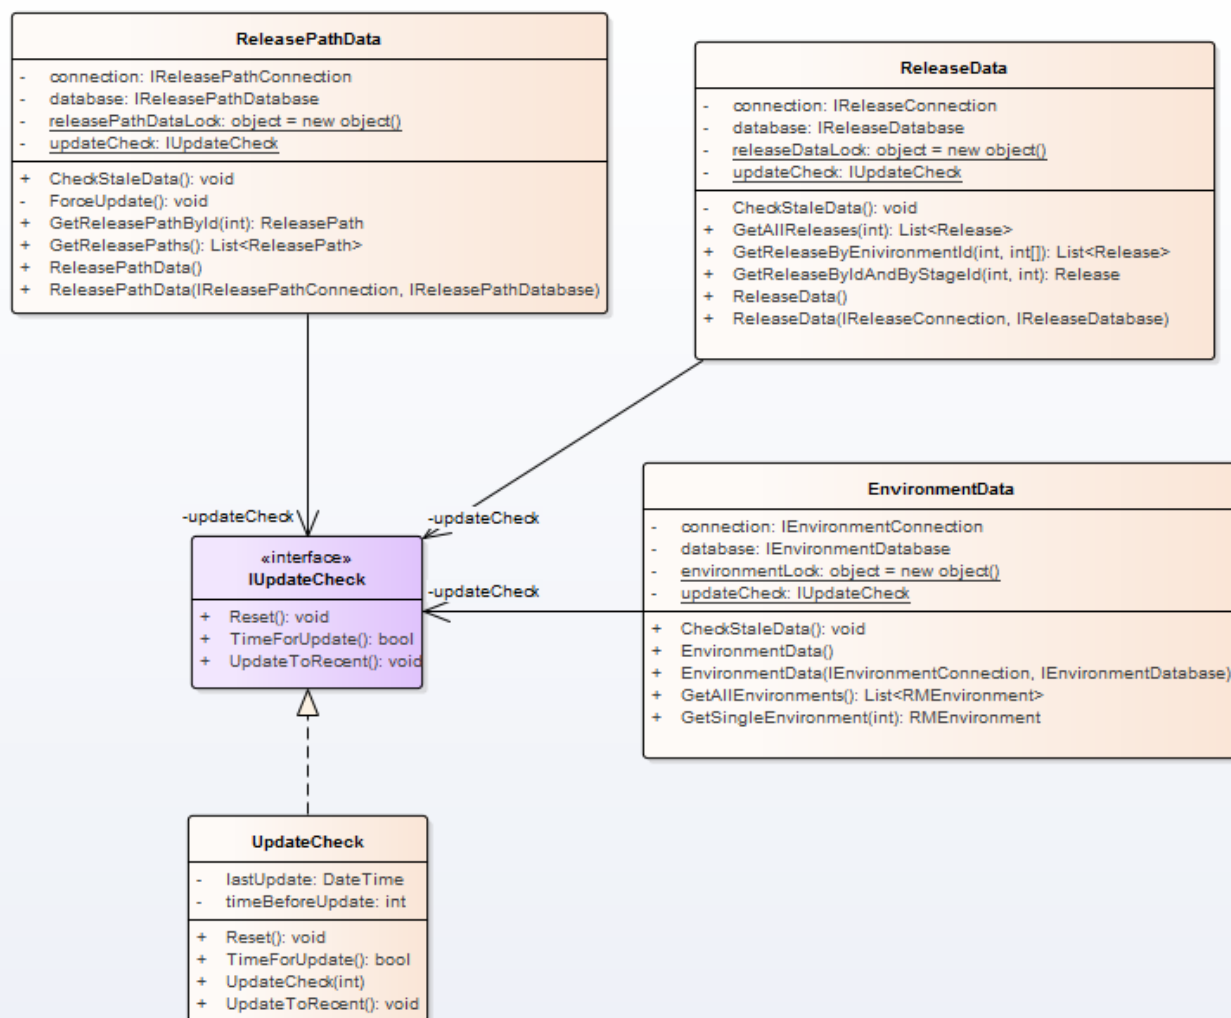 ReleasePathData
- connection: IReleasePathConnection
- database: IReleasePathDatabase
- releasePathDataLock: object = new object()
- updateCheck: IUpdateCheck
+ CheckStaleData(): void
- ForceUpdate(): void
+ GetReleasePathById(int): ReleasePath
+ GetReleasePaths(): List<ReleasePath>
+ ReleasePathData()
+ ReleasePathData(IReleasePathConnection, IReleasePathDatabase)
ReleaseData
- connection: IReleaseConnection
- database: IReleaseDatabase
- releaseDataLock: object = new object()
- updateCheck: IUpdateCheck
- CheckStaleData(): void
+ GetAllReleases(int): List<Release>
+ GetReleaseByEnivironmentId(int, int[]): List<Release>
+ GetReleaseByIdAndByStageId(int, int): Release
+ ReleaseData()
+ ReleaseData(IReleaseConnection, IReleaseDatabase)
-updateCheck
-updateCheck
-updateCheck
EnvironmentData
- connection: IEnvironmentConnection
- database: IEnvironmentDatabase
- environmentLock: object = new object()
- updateCheck: IUpdateCheck
+ CheckStaleData(): void
+ EnvironmentData()
+ EnvironmentData(IEnvironmentConnection, IEnvironmentDatabase)
+ GetAllEnvironments(): List<RMEnvironment>
+ GetSingleEnvironment(int): RMEnvironment
«interface»
IUpdateCheck
+ Reset(): void
+ TimeForUpdate(): bool
+ UpdateToRecent(): void
UpdateCheck
- lastUpdate: DateTime
- timeBeforeUpdate: int
+ Reset(): void
+ TimeForUpdate(): bool
+ UpdateCheck(int)
+ UpdateToRecent(): void